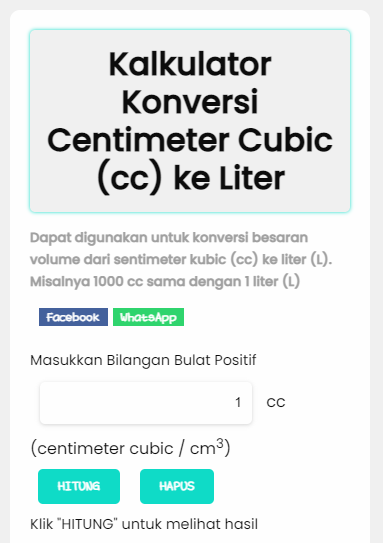 Kalkulator
Konversi
Centimeter Cubic
(cc) ke Liter
Dapat digunakan untuk konversi besaran
volume dari sentimeter kubic (cc) ke liter (L).
Misalnya 1000 cc sama dengan 1 liter (L)
Facebook WhatsApp
Masukkan Bilangan Bulat Positif
1 cc
(centimeter cubic / cm³)
HITUNG HAPUS
Klik "HITUNG" untuk melihat hasil